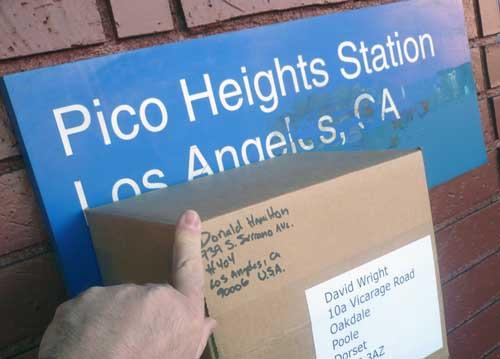 Pico Heights Station
Los Angeles, CA
Donald Hamilton
739 S. Serrano Ave.
#404
Los Angeles, CA
90006 U.S.A.
David Wright
10a Vicarage Road
Oakdale
Poole
Dorset
3AZ